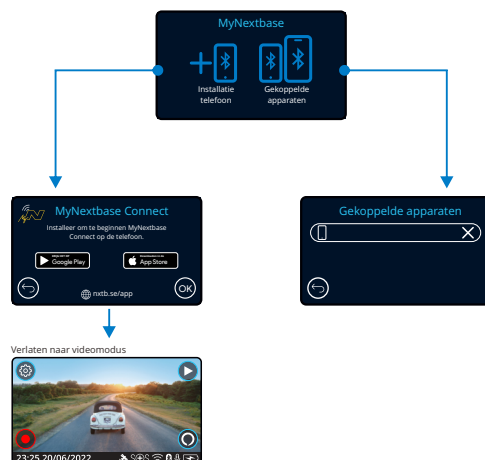 MyNextbase
Installatie
telefoon
Gekoppelde
apparaten
MyNextbase Connect
Installeer om te beginnen MyNextbase
Connect op de telefoon.
Google Play
App Store
nxtb.se/app
OK
Gekoppelde apparaten
Verlaten naar videomodus
23:25 20/06/2022